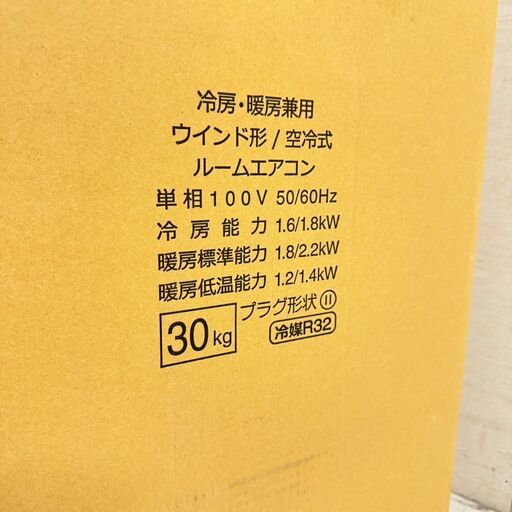 冷房・暖房兼用
ウインド形/空冷式
ルームエアコン
単相100V 50/60Hz
冷房能力 1.6/1.8kW
暖房標準能力 1.8/2.2kW
暖房低温能力 1.2/1.4kW
30kg プラグ形状
冷媒R32